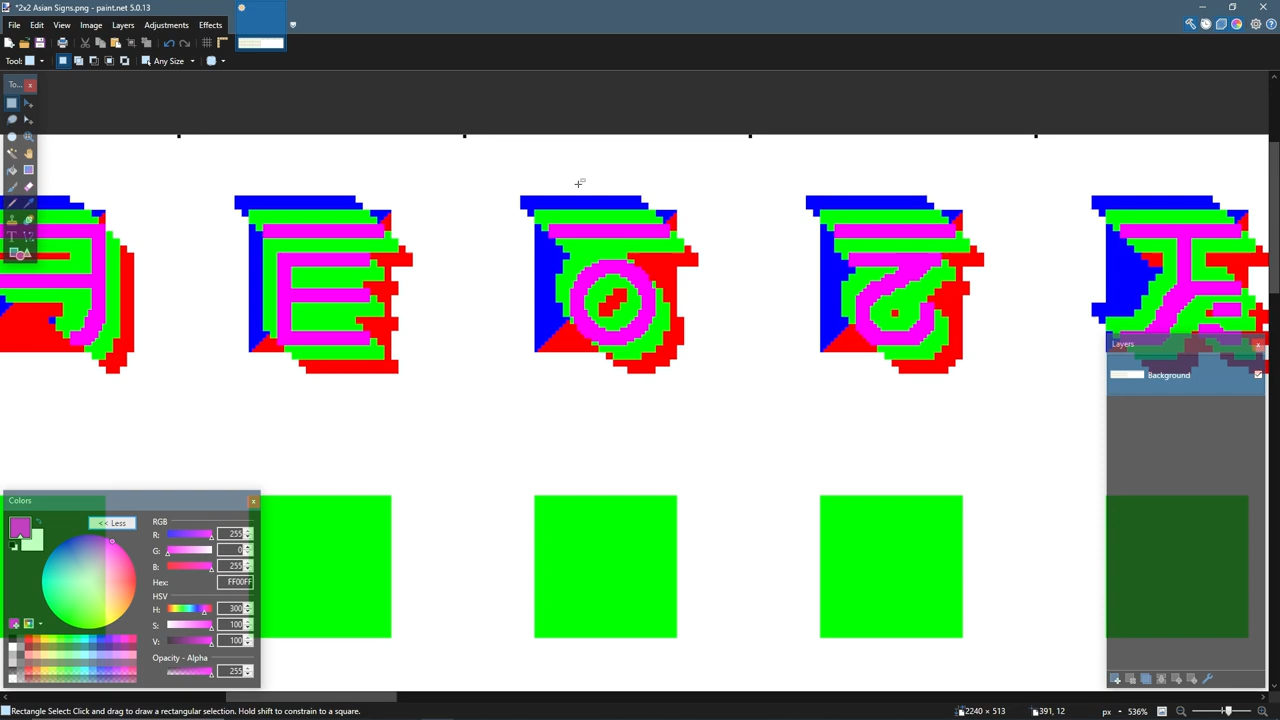 *2x2 Asian Signs.png - paint.net 5.0.13
File Edit View Image Layers Adjustments Effects
Tool: Any Size
To...
T
Layers
Background
Colors
<< Less
RGB
R: 255
G: 0
B: 255
Hex: FF00FF
HSV
H: 300
S: 100
V: 100
Opacity - Alpha
255
Rectangle Select: Click and drag to draw a rectangular selection. Hold shift to constrain to a square. 2240 × 513 391, 12 px 536%